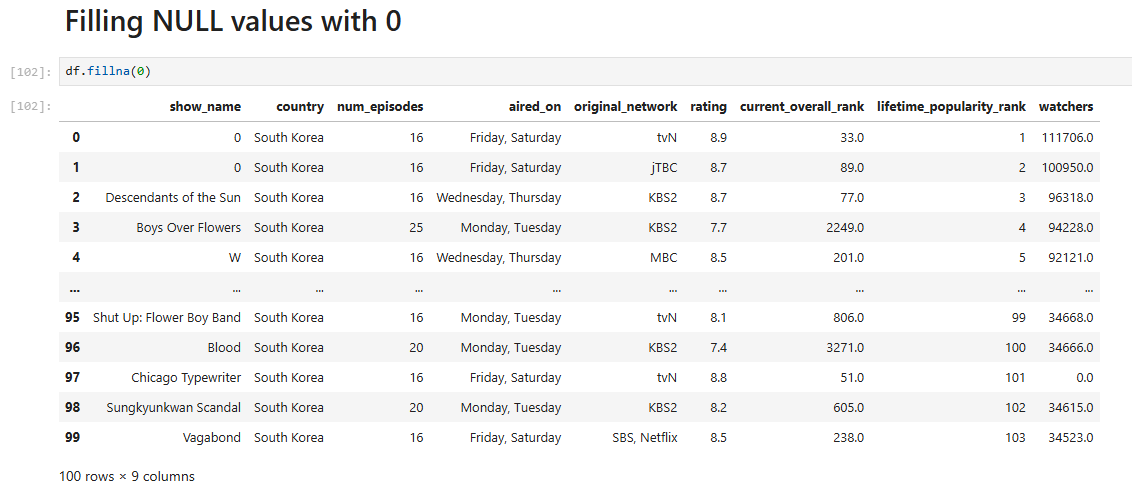 Filling NULL values with 0
[102]: df.fillna(0)
[102]: show_name country num_episodes aired_on original_network rating current_overall_rank lifetime_popularity_rank watchers
0 0 South Korea 16 Friday, Saturday tvN 8.9 33.0 1 111706.0
1 0 South Korea 16 Friday, Saturday jTBC 8.7 89.0 2 100950.0
2 Descendants of the Sun South Korea 16 Wednesday, Thursday KBS2 8.7 77.0 3 96318.0
3 Boys Over Flowers South Korea 25 Monday, Tuesday KBS2 7.7 2249.0 4 94228.0
4 W South Korea 16 Wednesday, Thursday MBC 8.5 201.0 5 92121.0
... ... ... ... ... ... ... ... ... ...
95 Shut Up: Flower Boy Band South Korea 16 Monday, Tuesday tvN 8.1 806.0 99 34668.0
96 Blood South Korea 20 Monday, Tuesday KBS2 7.4 3271.0 100 34666.0
97 Chicago Typewriter South Korea 16 Friday, Saturday tvN 8.8 51.0 101 0.0
98 Sungkyunkwan Scandal South Korea 20 Monday, Tuesday KBS2 8.2 605.0 102 34615.0
99 Vagabond South Korea 16 Friday, Saturday SBS, Netflix 8.5 238.0 103 34523.0
100 rows × 9 columns